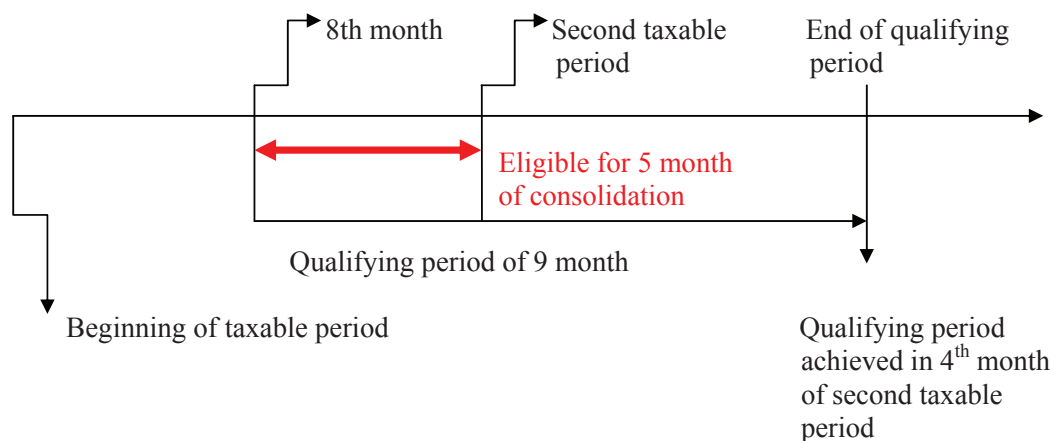 8th month
Second taxable
period
End of qualifying
period
Eligible for 5 month
of consolidation
Qualifying period of 9 month
Beginning of taxable period
Qualifying period
achieved in 4th month
of second taxable
period